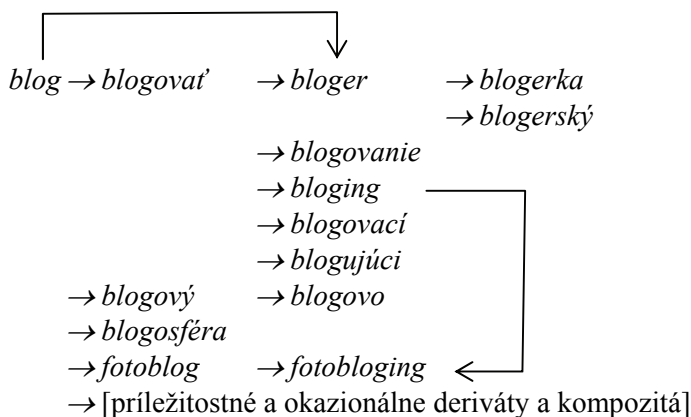 blog → blogovať → bloger → blogerka
→ blogerský
→ blogovanie
→ bloging
→ blogovací
→ blogujúci
→ blogový → blogovo
→ blogosféra
→ fotoblog → fotobloging
→ [príležitostné a okazionálne deriváty a kompozitá]